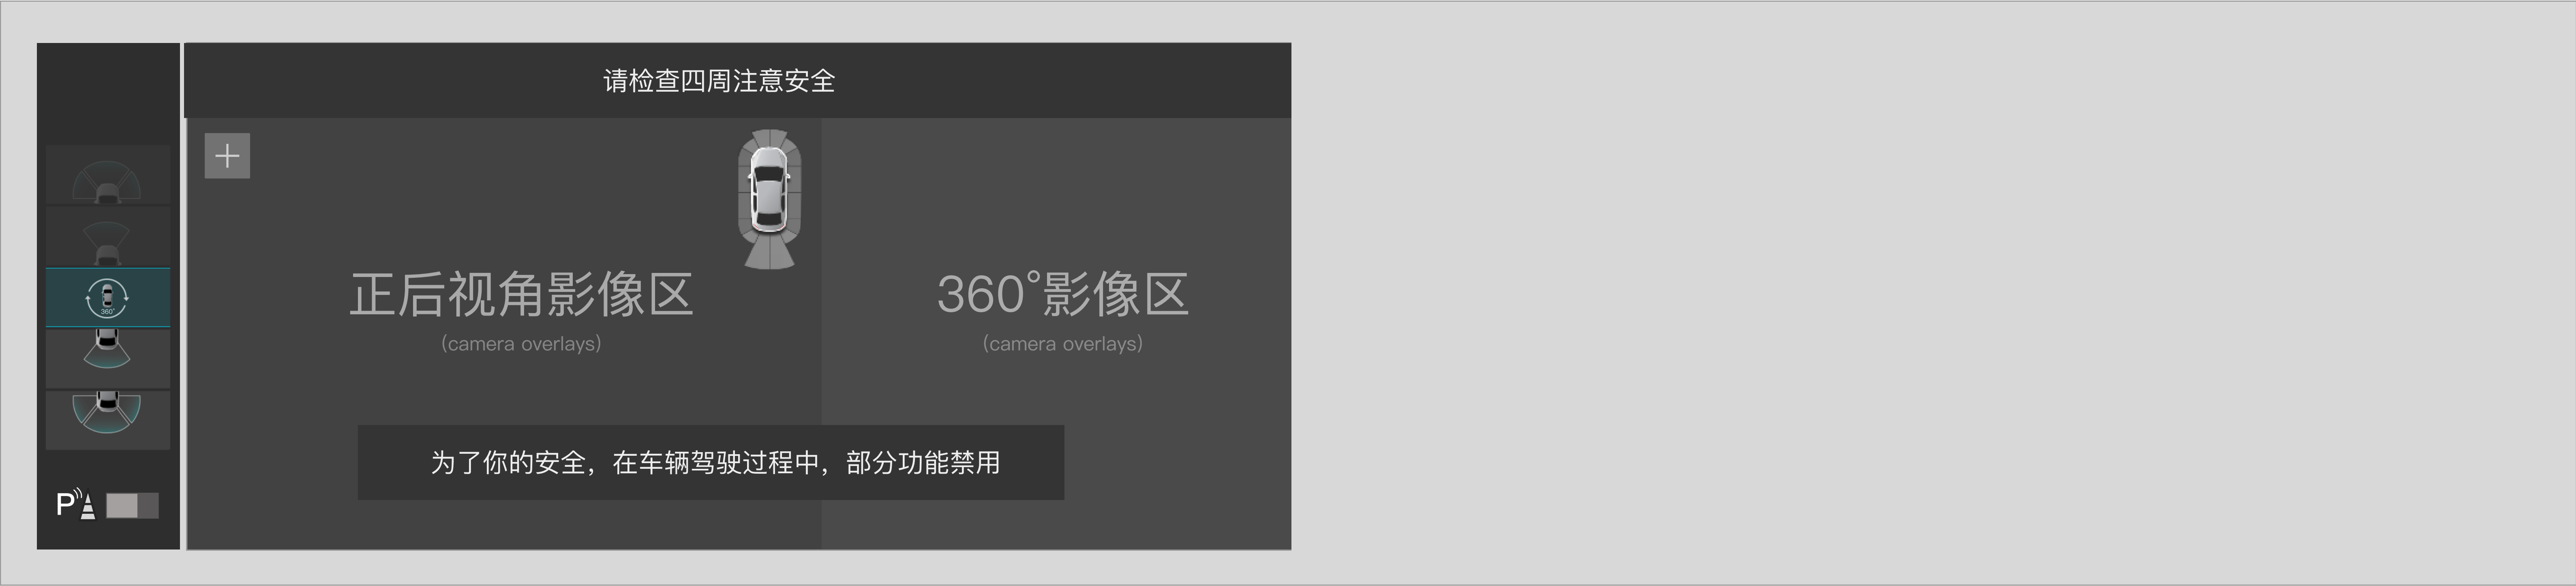 请检查四周注意安全
正后视角影像区
(camera overlays)
360°影像区
(camera overlays)
360°
为了你的安全，在车辆驾驶过程中，部分功能禁用
P